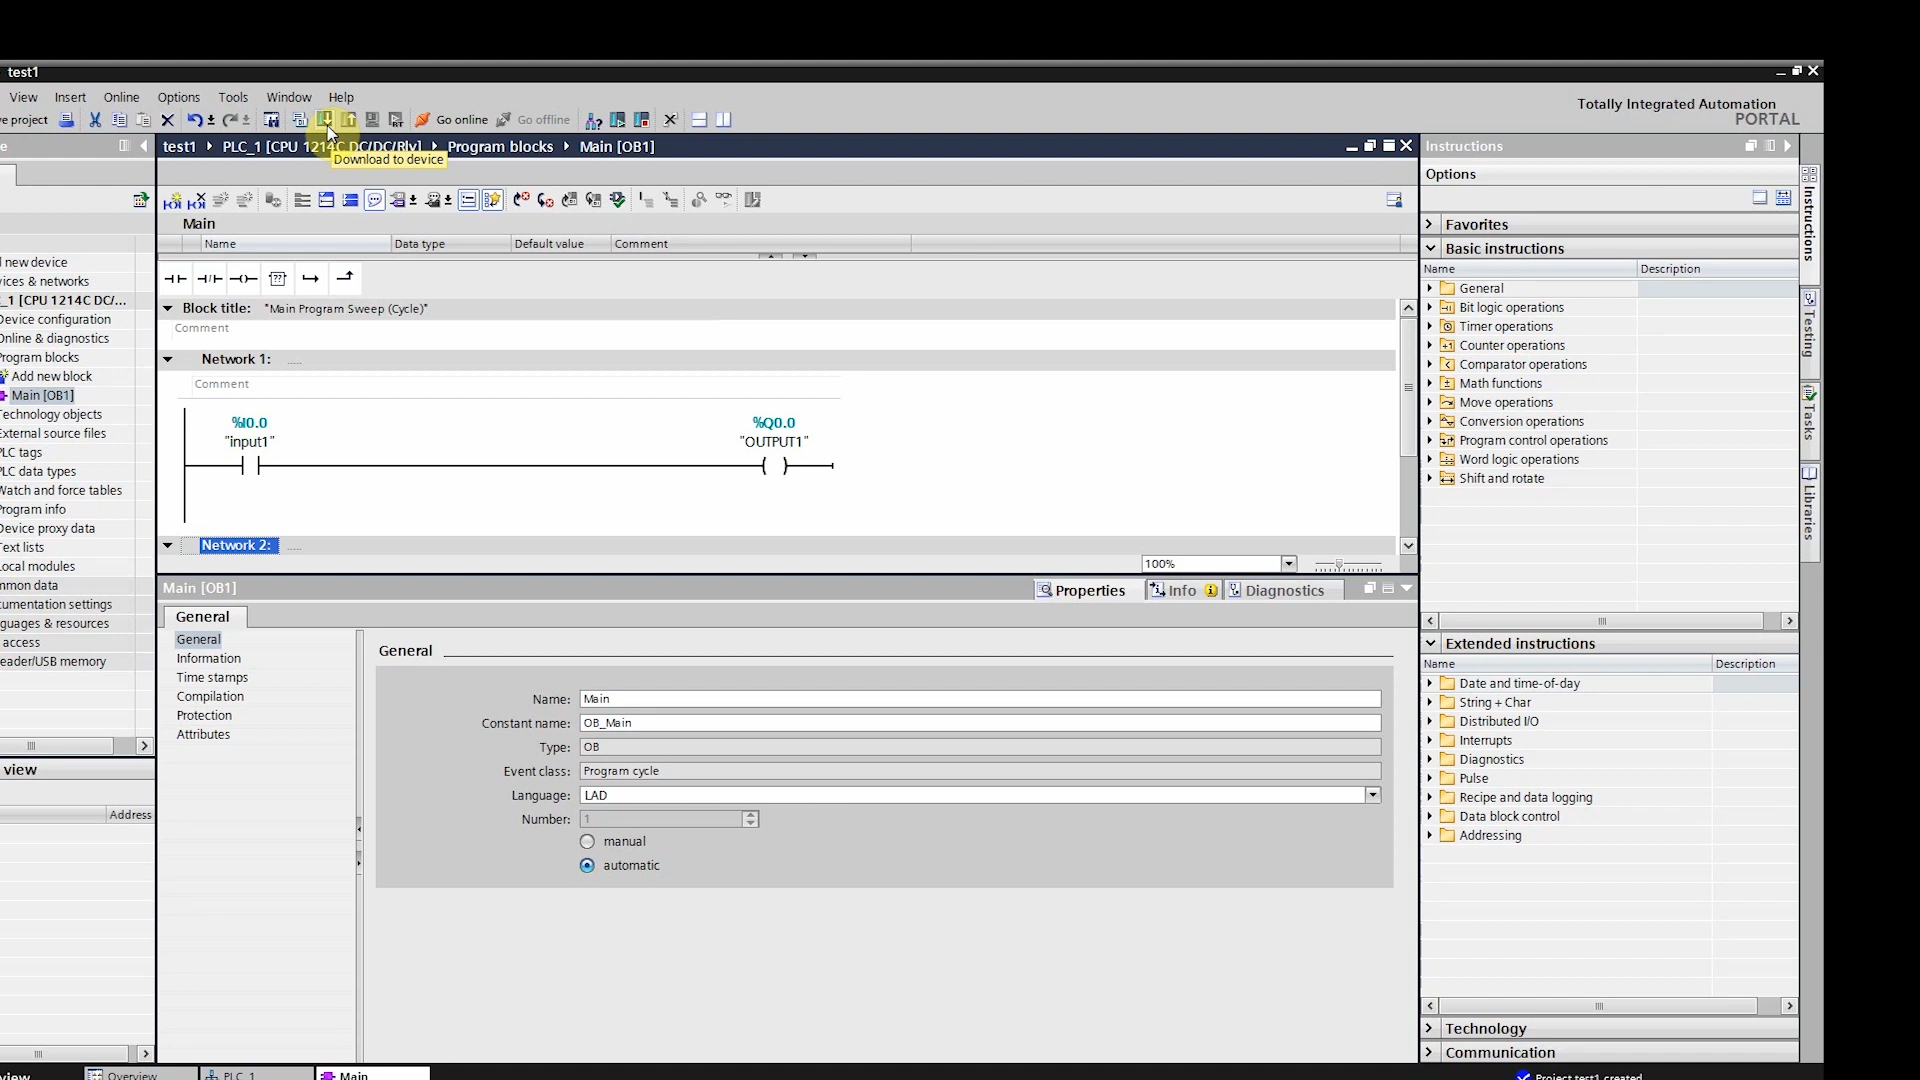 test1
View Insert Online Options Tools Window Help
Totally Integrated Automation
PORTAL
ve project Go online Go offline
test1 PLC_1 [CPU 1214C DC/DC/Rly] Program blocks Main [OB1]
Download to device
Main
Name Data type Default value Comment
Block title: "Main Program Sweep (Cycle)"
Comment
Network 1: .....
Comment
%I0.0
"input1"
%Q0.0
"OUTPUT1"
Network 2: .....
100%
e
l new device
vices & networks
_1 [CPU 1214C DC/...
Device configuration
Online & diagnostics
Program blocks
Add new block
Main [OB1]
Technology objects
External source files
PLC tags
PLC data types
Watch and force tables
Program info
Device proxy data
Text lists
Local modules
mmon data
cumentation settings
guages & resources
access
eader/USB memory
view
Address
Main [OB1]
Properties Info Diagnostics
General
General
Information
Time stamps
Compilation
Protection
Attributes
General
Name: Main
Constant name: OB_Main
Type: OB
Event class: Program cycle
Language: LAD
Number: 1
manual
automatic
Instructions
Options
Favorites
Basic instructions
Name Description
General
Bit logic operations
Timer operations
Counter operations
Comparator operations
Math functions
Move operations
Conversion operations
Program control operations
Word logic operations
Shift and rotate
Extended instructions
Name Description
Date and time-of-day
String + Char
Distributed I/O
Interrupts
Diagnostics
Pulse
Recipe and data logging
Data block control
Addressing
Technology
Communication
Instructions
Testing
Tasks
Libraries
view Overview PLC_1 Main
Project test1 created